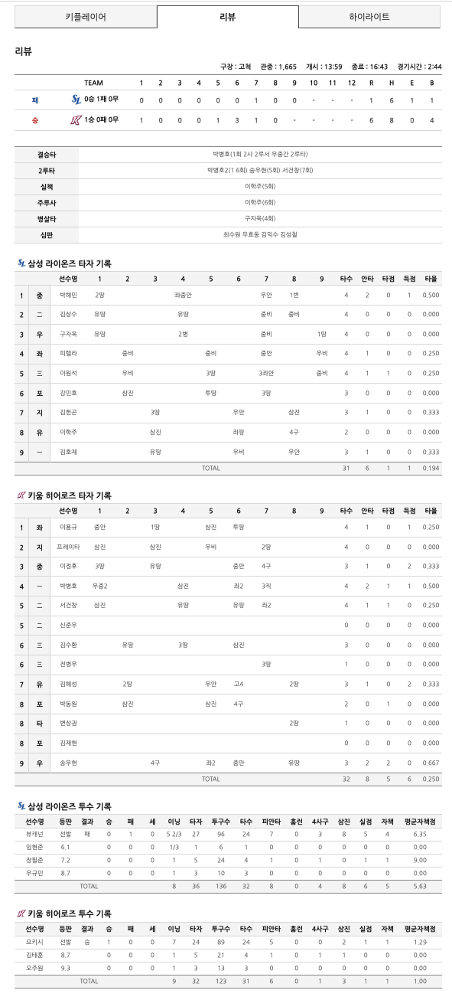 키플레이어 리뷰 하이라이트
리뷰
구장 : 고척 관중 : 1,665 개시 : 13:59 종료 : 16:43 경기시간 : 2:44
TEAM 1 2 3 4 5 6 7 8 9 10 11 12 R H E B
패 SL 0승 1패 0무 0 0 0 0 0 0 1 0 0 - - - 1 6 1 1
승 K 1승 0패 0무 1 0 0 0 1 3 1 0 - - - - 6 8 0 4
결승타 박병호(1회 2사 2루서 우중간 2루타)
2루타 박병호2(1 6회) 송우현(5회) 서건창(7회)
실책 이학주(5회)
주루사 이학주(6회)
병살타 구자욱(4회)
심판 최수원 우효동 김익수 김성철
SL 삼성 라이온즈 타자 기록
선수명 1 2 3 4 5 6 7 8 9 타수 안타 타점 득점 타율
1 중 박해민 2땅 좌중안 우안 1번 4 2 0 1 0.500
2 二 김상수 유땅 유땅 중비 중비 4 0 0 0 0.000
3 우 구자욱 유땅 2병 중비 1땅 4 0 0 0 0.000
4 좌 피렐라 중비 중비 중안 우비 4 1 0 0 0.250
5 三 이원석 우비 3땅 3좌안 중비 4 1 1 0 0.250
6 포 강민호 삼진 투땅 3땅 3 0 0 0 0.000
7 지 김헌곤 3땅 우안 삼진 3 1 0 0 0.333
8 유 이학주 삼진 좌땅 4구 2 0 0 0 0.000
9 一 김호재 유땅 우비 우안 3 1 0 0 0.333
TOTAL 31 6 1 1 0.194
K 키움 히어로즈 타자 기록
선수명 1 2 3 4 5 6 7 8 9 타수 안타 타점 득점 타율
1 좌 이용규 중안 1땅 삼진 투땅 4 1 0 1 0.250
2 지 프레이타 삼진 삼진 우비 2땅 4 0 0 0 0.000
3 중 이정후 3땅 유땅 중안 4구 3 1 0 2 0.333
4 一 박병호 우중2 삼진 좌2 3직 4 2 1 1 0.500
5 二 서건창 삼진 유땅 유땅 좌2 4 1 1 0 0.250
5 二 신준우 0 0 0 0 0.000
6 三 김수환 유땅 3땅 삼진 3 0 0 0 0.000
6 三 전병우 3땅 1 0 0 0 0.000
7 유 김혜성 2땅 우안 고4 2땅 3 1 0 2 0.333
8 포 박동원 삼진 삼진 4구 2 0 1 0 0.000
8 타 변상권 2땅 1 0 0 0 0.000
8 포 김재현 0 0 0 0 0.000
9 우 송우현 4구 좌2 중안 유땅 3 2 2 0 0.667
TOTAL 32 8 5 6 0.250
SL 삼성 라이온즈 투수 기록
선수명 등판 결과 승 패 세 이닝 타자 투구수 타수 피안타 홈런 4사구 삼진 실점 자책 평균자책점
뷰캐넌 선발 패 0 1 0 5 2/3 27 96 24 7 0 3 8 5 4 6.35
임현준 6.1 0 0 0 1/3 1 6 1 0 0 0 0 0 0 0.00
장필준 7.2 0 0 0 1 5 24 4 1 0 1 0 1 1 9.00
우규민 8.7 0 0 0 1 3 10 3 0 0 0 0 0 0 0.00
TOTAL 8 36 136 32 8 0 4 8 6 5 5.63
K 키움 히어로즈 투수 기록
선수명 등판 결과 승 패 세 이닝 타자 투구수 타수 피안타 홈런 4사구 삼진 실점 자책 평균자책점
요키시 선발 승 1 0 0 7 24 89 24 5 0 0 2 1 1 1.29
김태훈 8.7 0 0 0 1 5 21 4 1 0 1 1 0 0 0.00
오주원 9.3 0 0 0 1 3 13 3 0 0 0 0 0 0 0.00
TOTAL 9 32 123 31 6 0 1 3 1 1 1.00